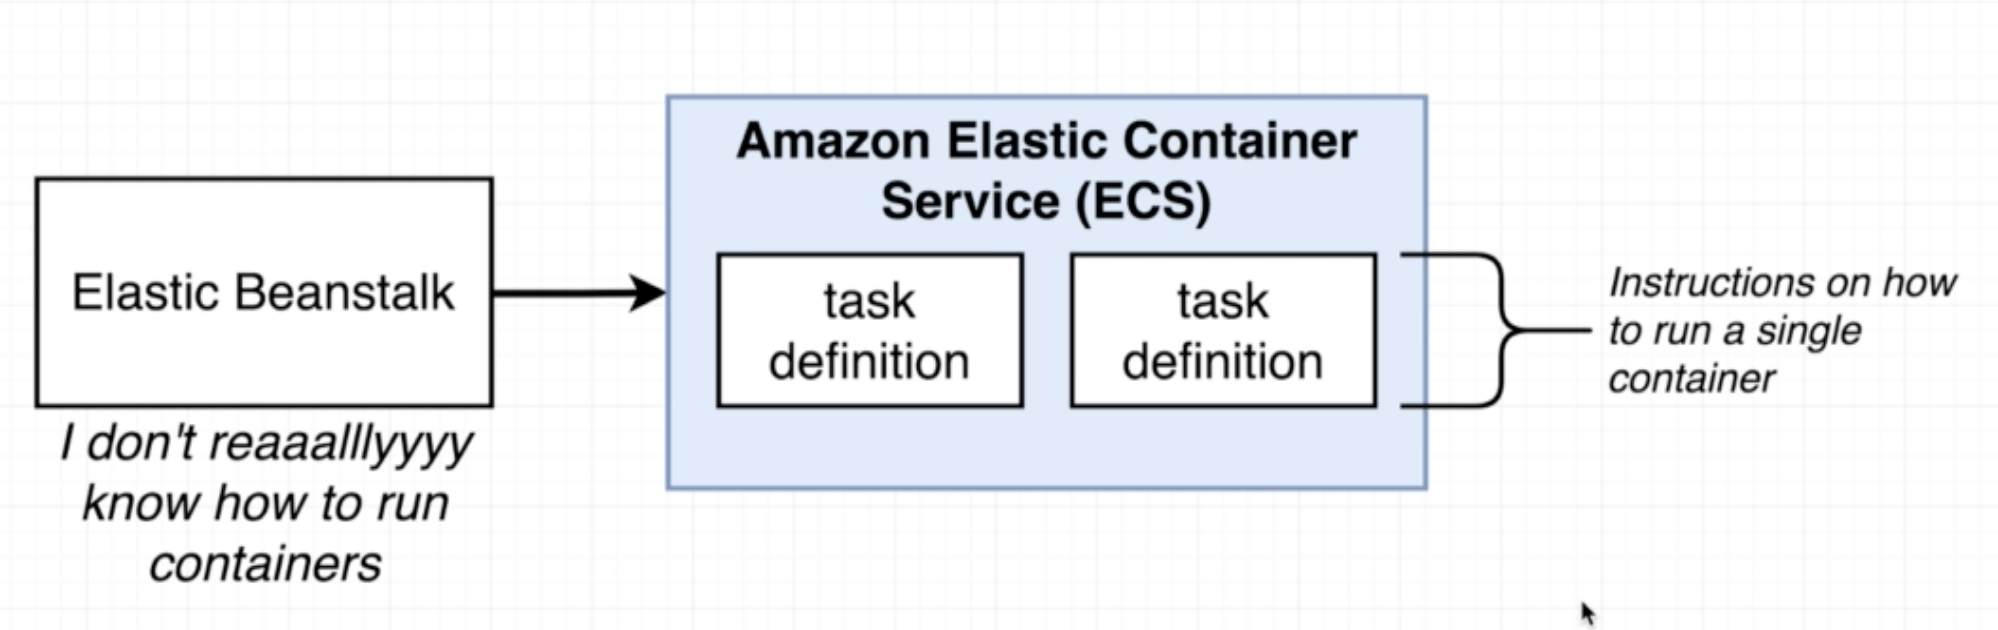 Amazon Elastic Container
Service (ECS)
Elastic Beanstalk
task
definition
task
definition
Instructions on how
to run a single
container
I don't reaaalllyyyy
know how to run
containers